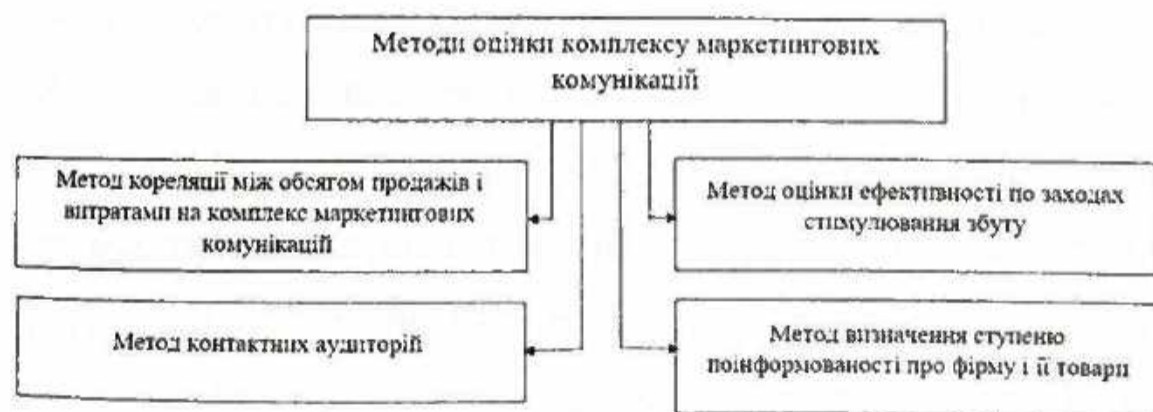 Методи оцінки комплексу маркетингових
комунікацій
Метод кореляції між обсягом продажів і
витратами на комплекс маркетингових
комунікацій
Метод оцінки ефективності по заходах
стимулювання збуту
Метод контактних аудиторій
Метод визначення ступеню
поінформованості про фірму і її товари